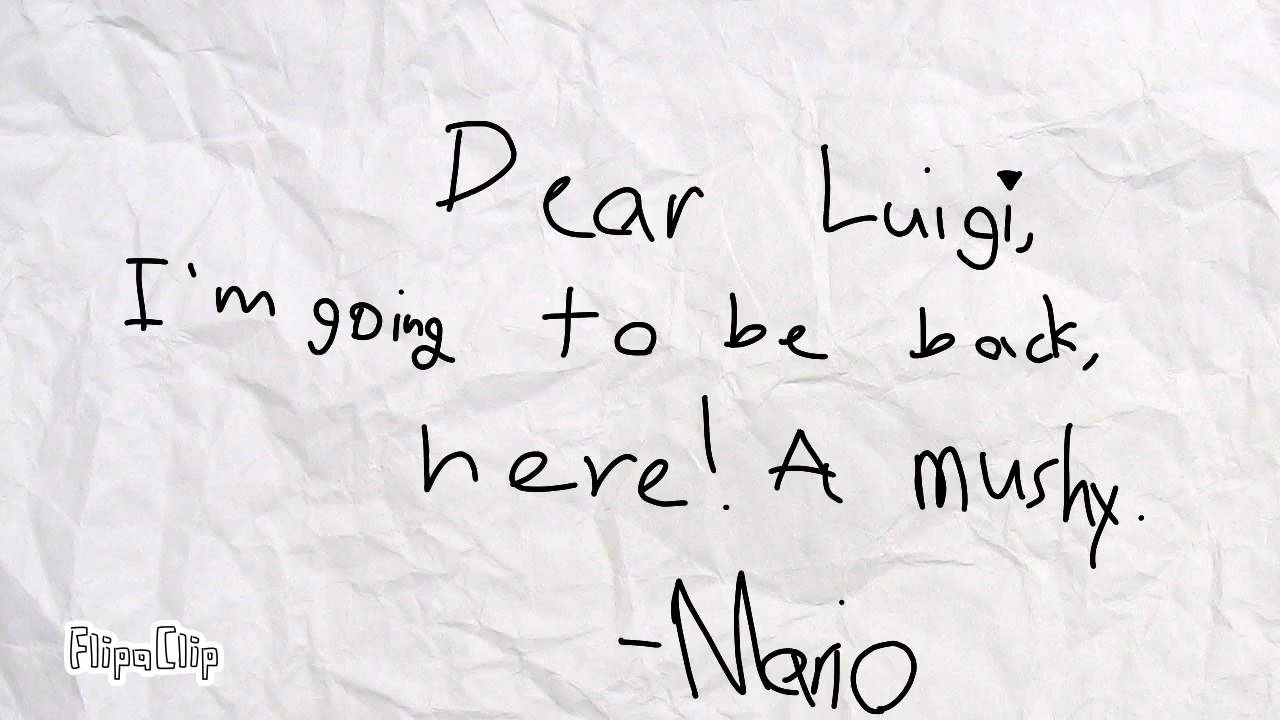 Dear Luigi,
I'm going to be back,
here! A mushy.
-Mario
FlipaClip